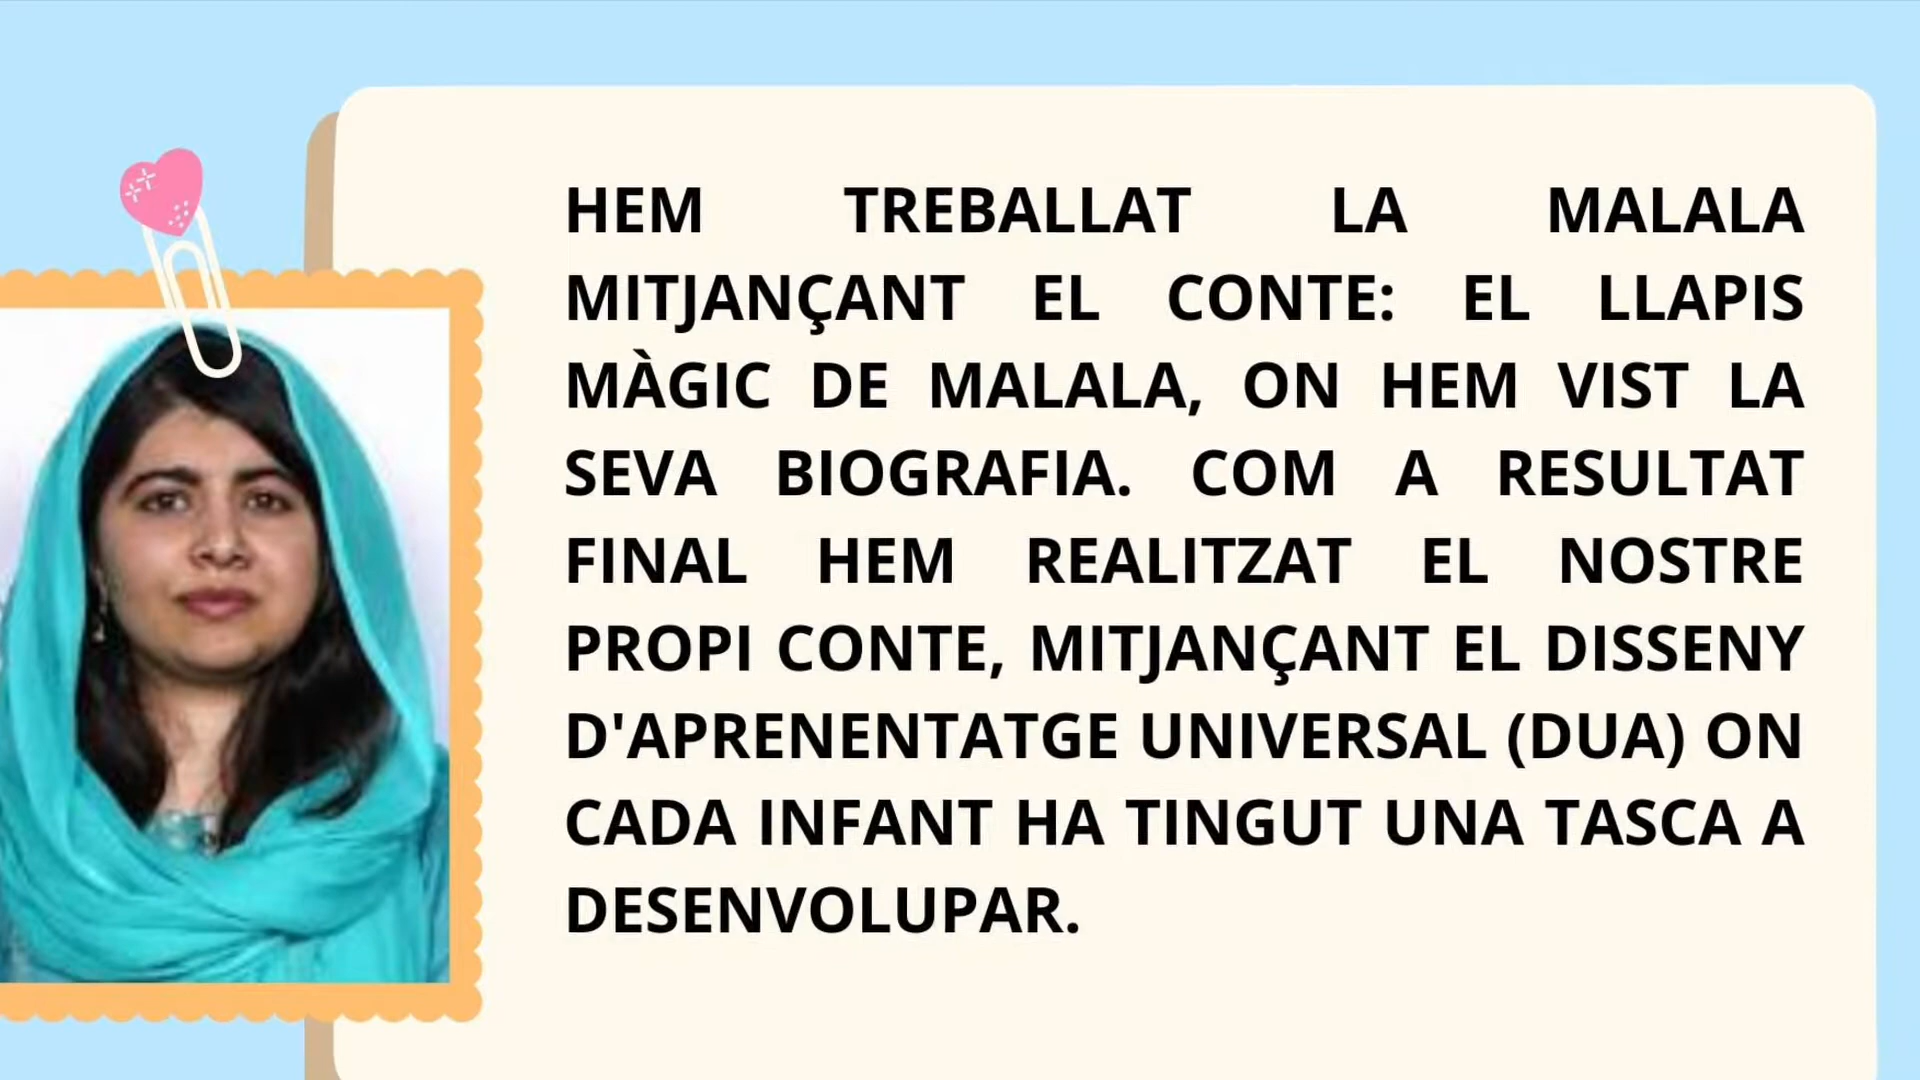 HEM TREBALLAT LA MALALA
MITJANÇANT EL CONTE: EL LLAPIS
MÀGIC DE MALALA, ON HEM VIST LA
SEVA BIOGRAFIA. COM A RESULTAT
FINAL HEM REALITZAT EL NOSTRE
PROPI CONTE, MITJANÇANT EL DISSENY
D'APRENENTATGE UNIVERSAL (DUA) ON
CADA INFANT HA TINGUT UNA TASCA A
DESENVOLUPAR.